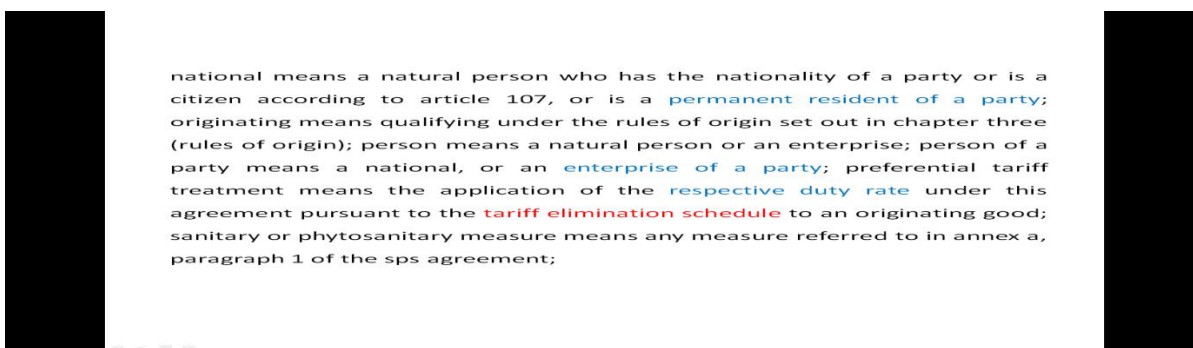 national means a natural person who has the nationality of a party or is a
citizen according to article 107, or is a permanent resident of a party;
originating means qualifying under the rules of origin set out in chapter three
(rules of origin); person means a natural person or an enterprise; person of a
party means a national, or an enterprise of a party; preferential tariff
treatment means the application of the respective duty rate under this
agreement pursuant to the tariff elimination schedule to an originating good;
sanitary or phytosanitary measure means any measure referred to in annex a,
paragraph 1 of the sps agreement;